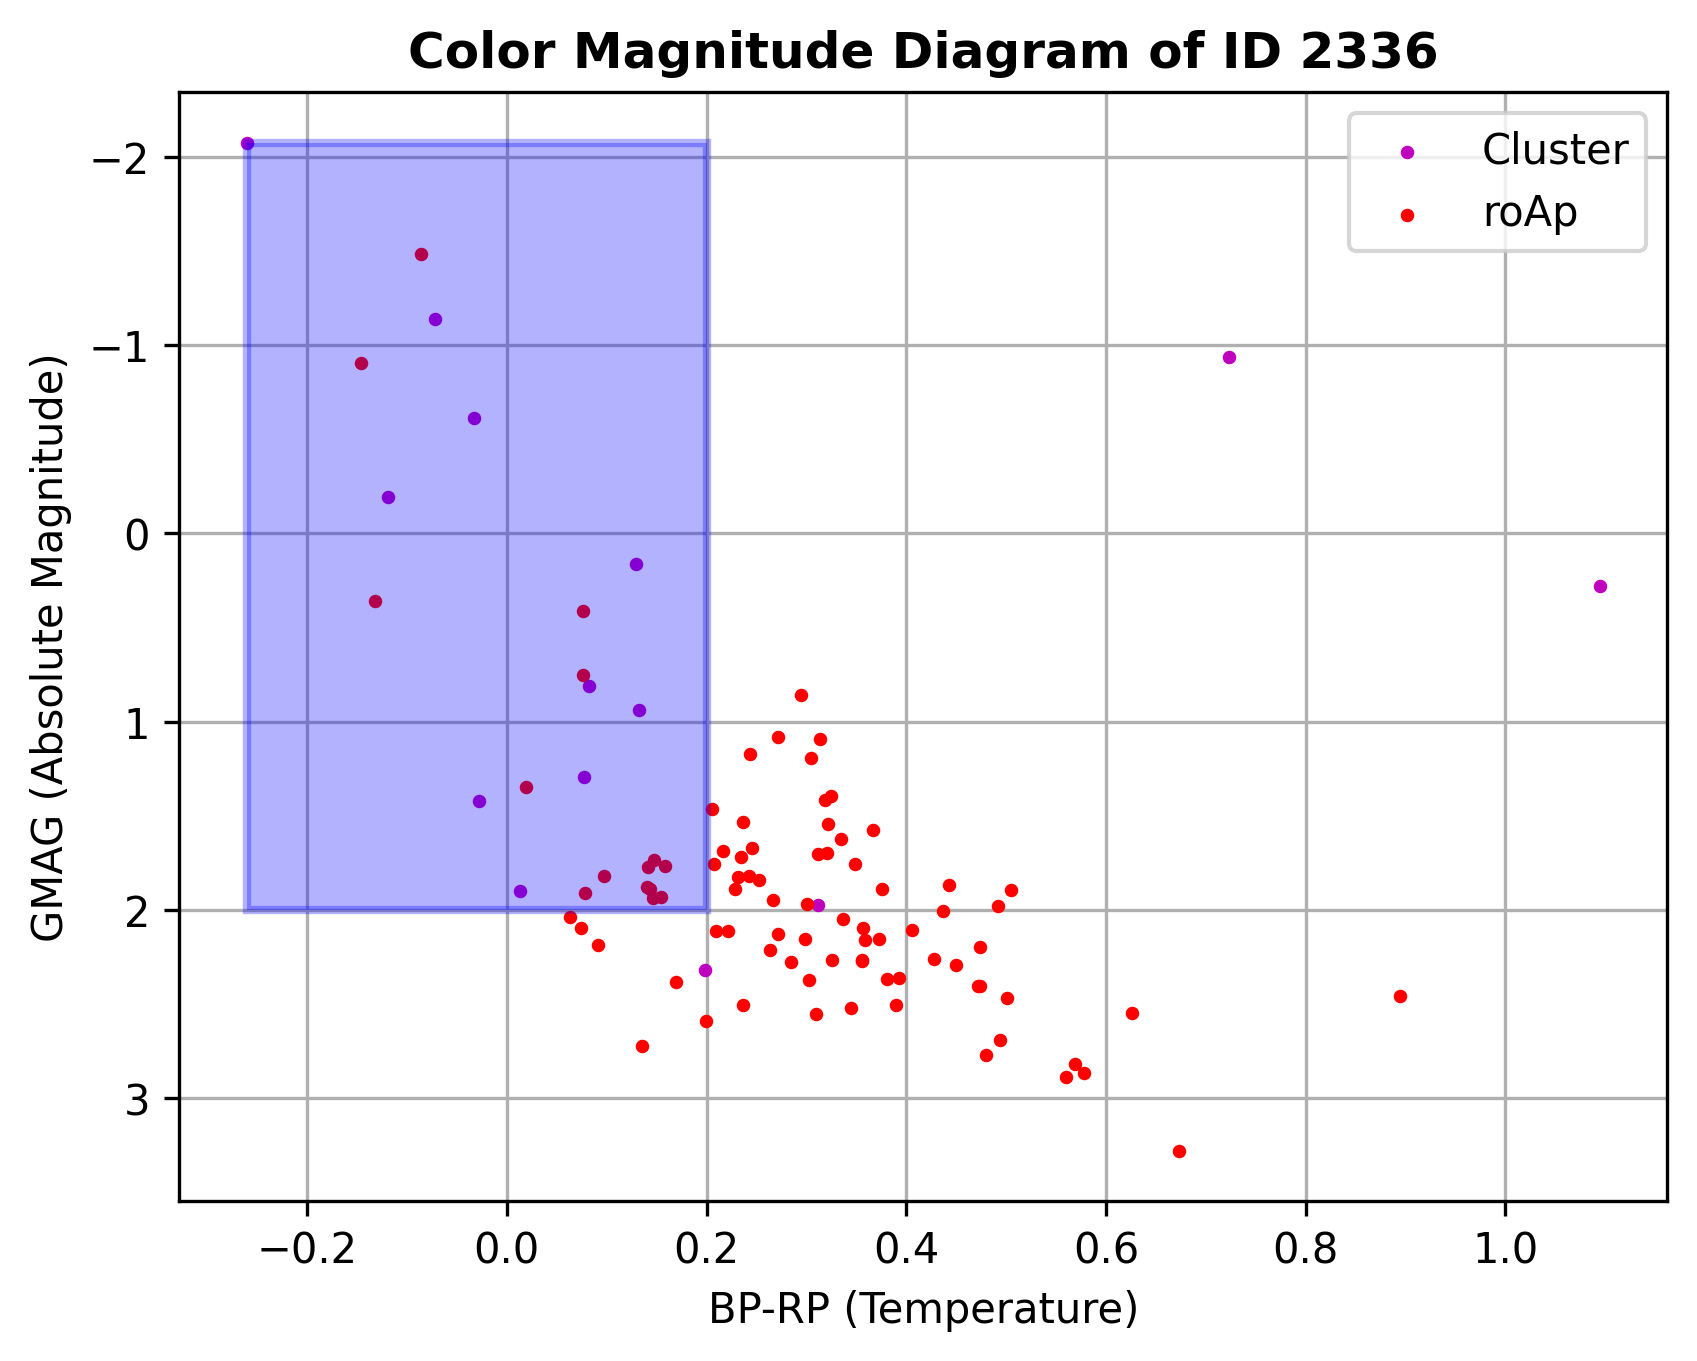 Color Magnitude Diagram of ID 2336
Cluster
roAp
GMAG (Absolute Magnitude)
−2
−1
0
1
2
3
−0.2 0.0 0.2 0.4 0.6 0.8 1.0
BP-RP (Temperature)